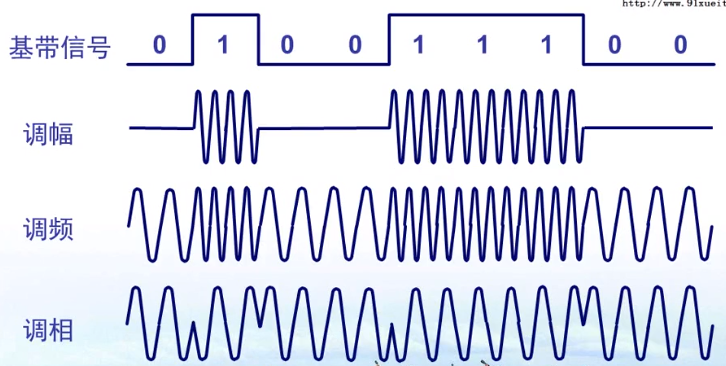 http://www.91xueit
基带信号 0 1 0 0 1 1 1 0 0
调幅
调频
调相